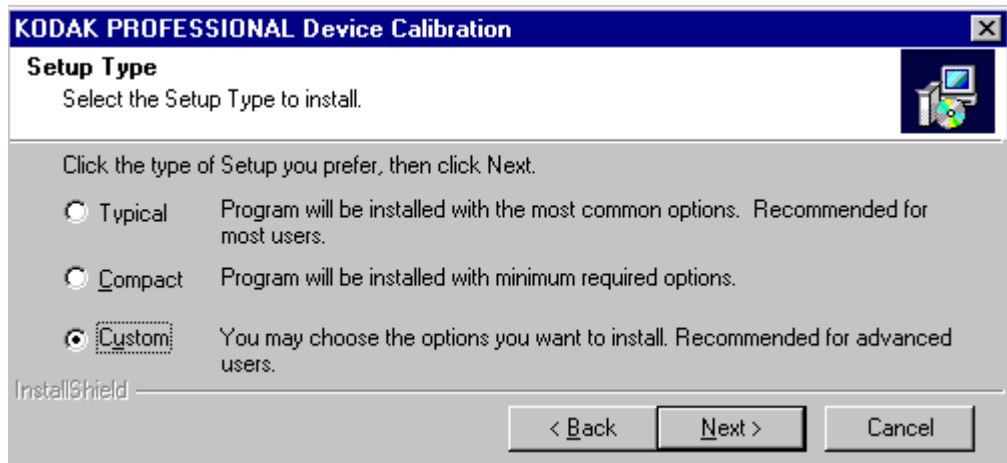 KODAK PROFESSIONAL Device Calibration
Setup Type
Select the Setup Type to install.
Click the type of Setup you prefer, then click Next.
Typical Program will be installed with the most common options. Recommended for
most users.
Compact Program will be installed with minimum required options.
Custom You may choose the options you want to install. Recommended for advanced
users.
InstallShield
< Back Next > Cancel